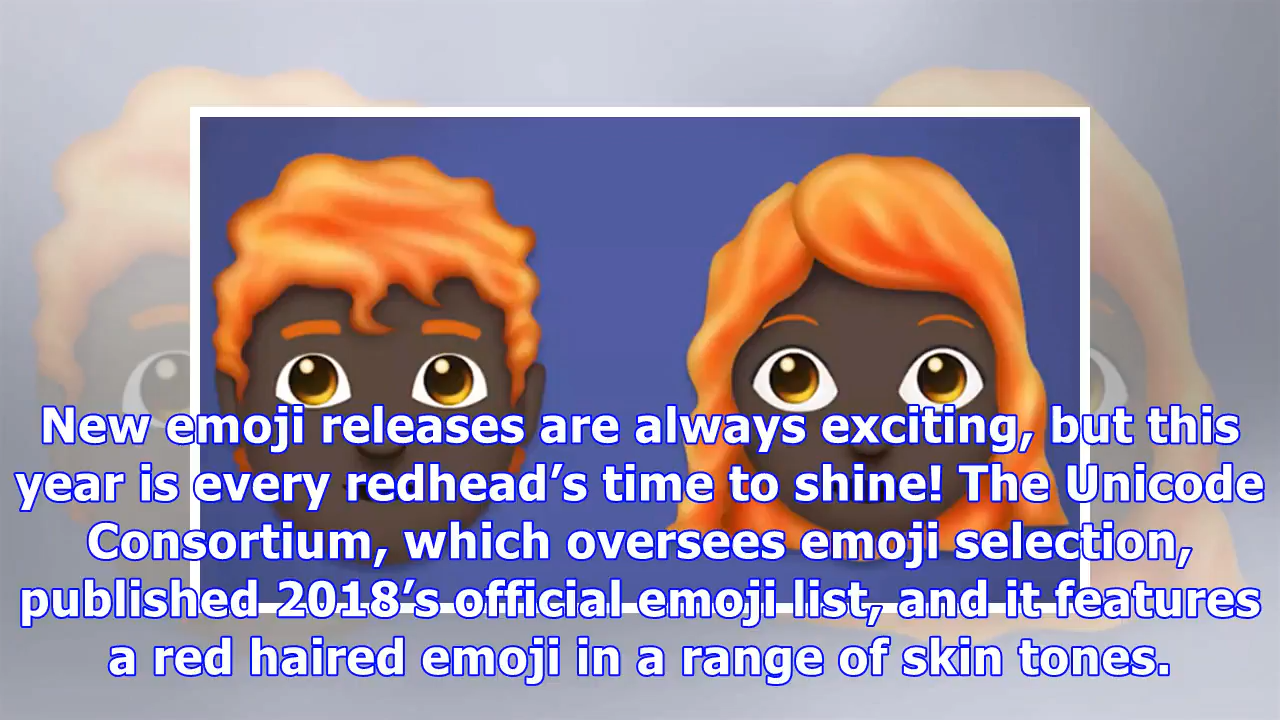 New emoji releases are always exciting, but this
year is every redhead’s time to shine! The Unicode
Consortium, which oversees emoji selection,
published 2018’s official emoji list, and it features
a red haired emoji in a range of skin tones.